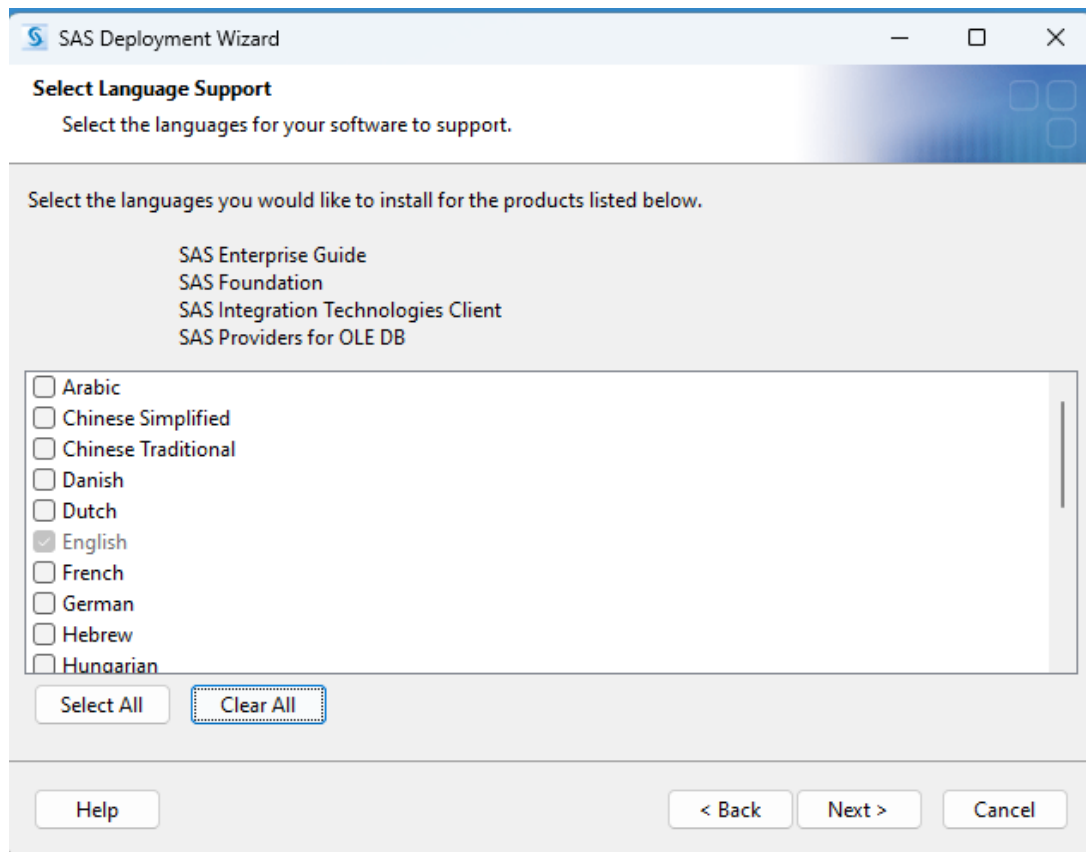 SAS Deployment Wizard
Select Language Support
Select the languages for your software to support.
Select the languages you would like to install for the products listed below.
SAS Enterprise Guide
SAS Foundation
SAS Integration Technologies Client
SAS Providers for OLE DB
Arabic
Chinese Simplified
Chinese Traditional
Danish
Dutch
English
French
German
Hebrew
Hungarian
Select All Clear All
Help < Back Next > Cancel